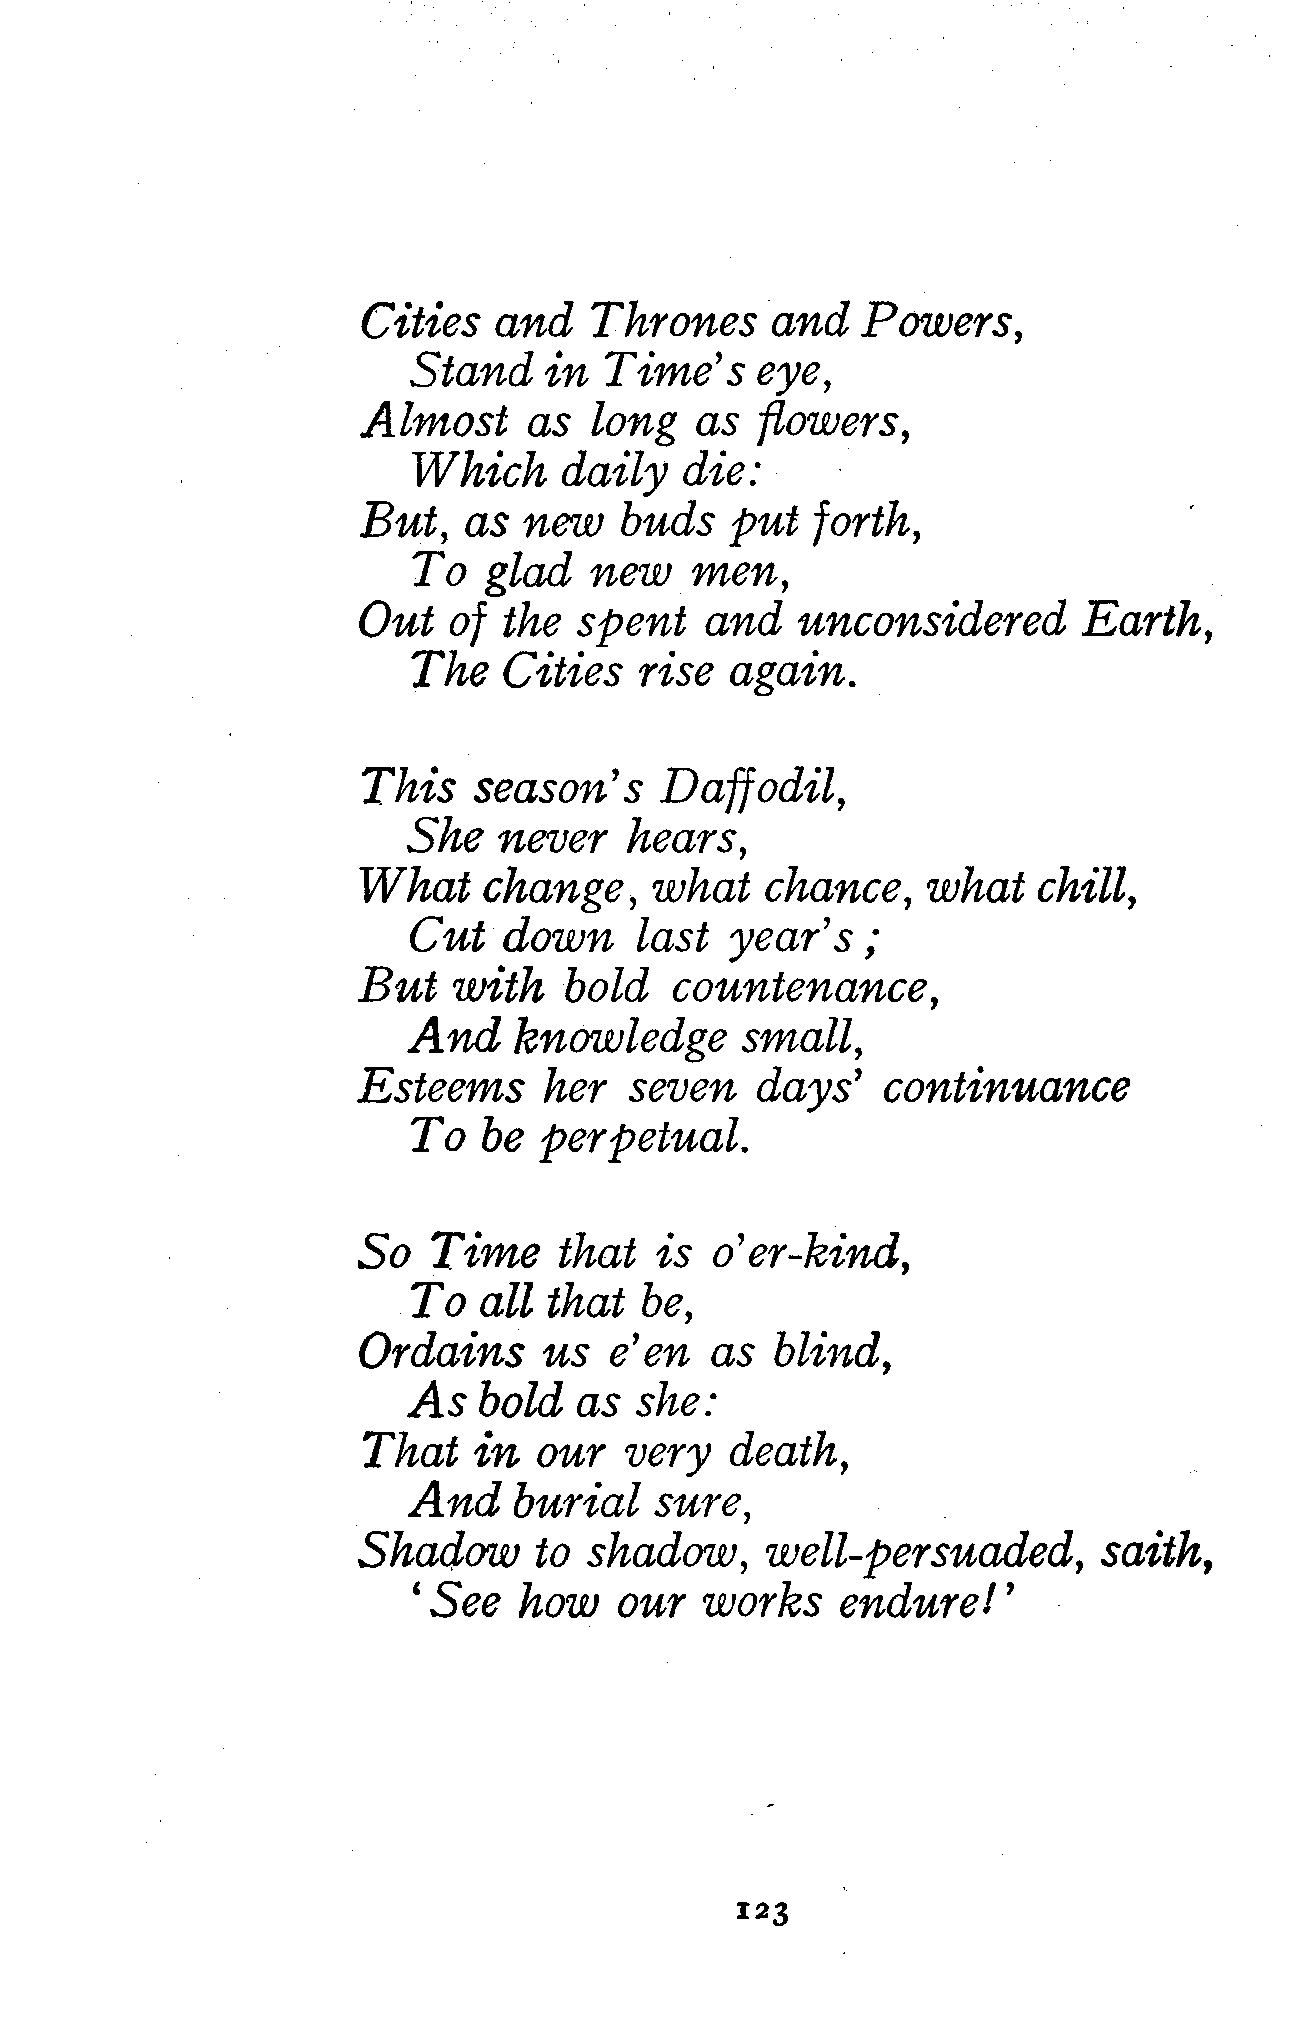 Cities and Thrones and Powers,
Stand in Time's eye,
Almost as long as flowers,
Which daily die:
But, as new buds put forth,
To glad new men,
Out of the spent and unconsidered Earth,
The Cities rise again.
This season's Daffodil,
She never hears,
What change, what chance, what chill,
Cut down last year's;
But with bold countenance,
And knowledge small,
Esteems her seven days' continuance
To be perpetual.
So Time that is o'er-kind,
To all that be,
Ordains us e'en as blind,
As bold as she:
That in our very death,
And burial sure,
Shadow to shadow, well-persuaded, saith,
'See how our works endure!'
123